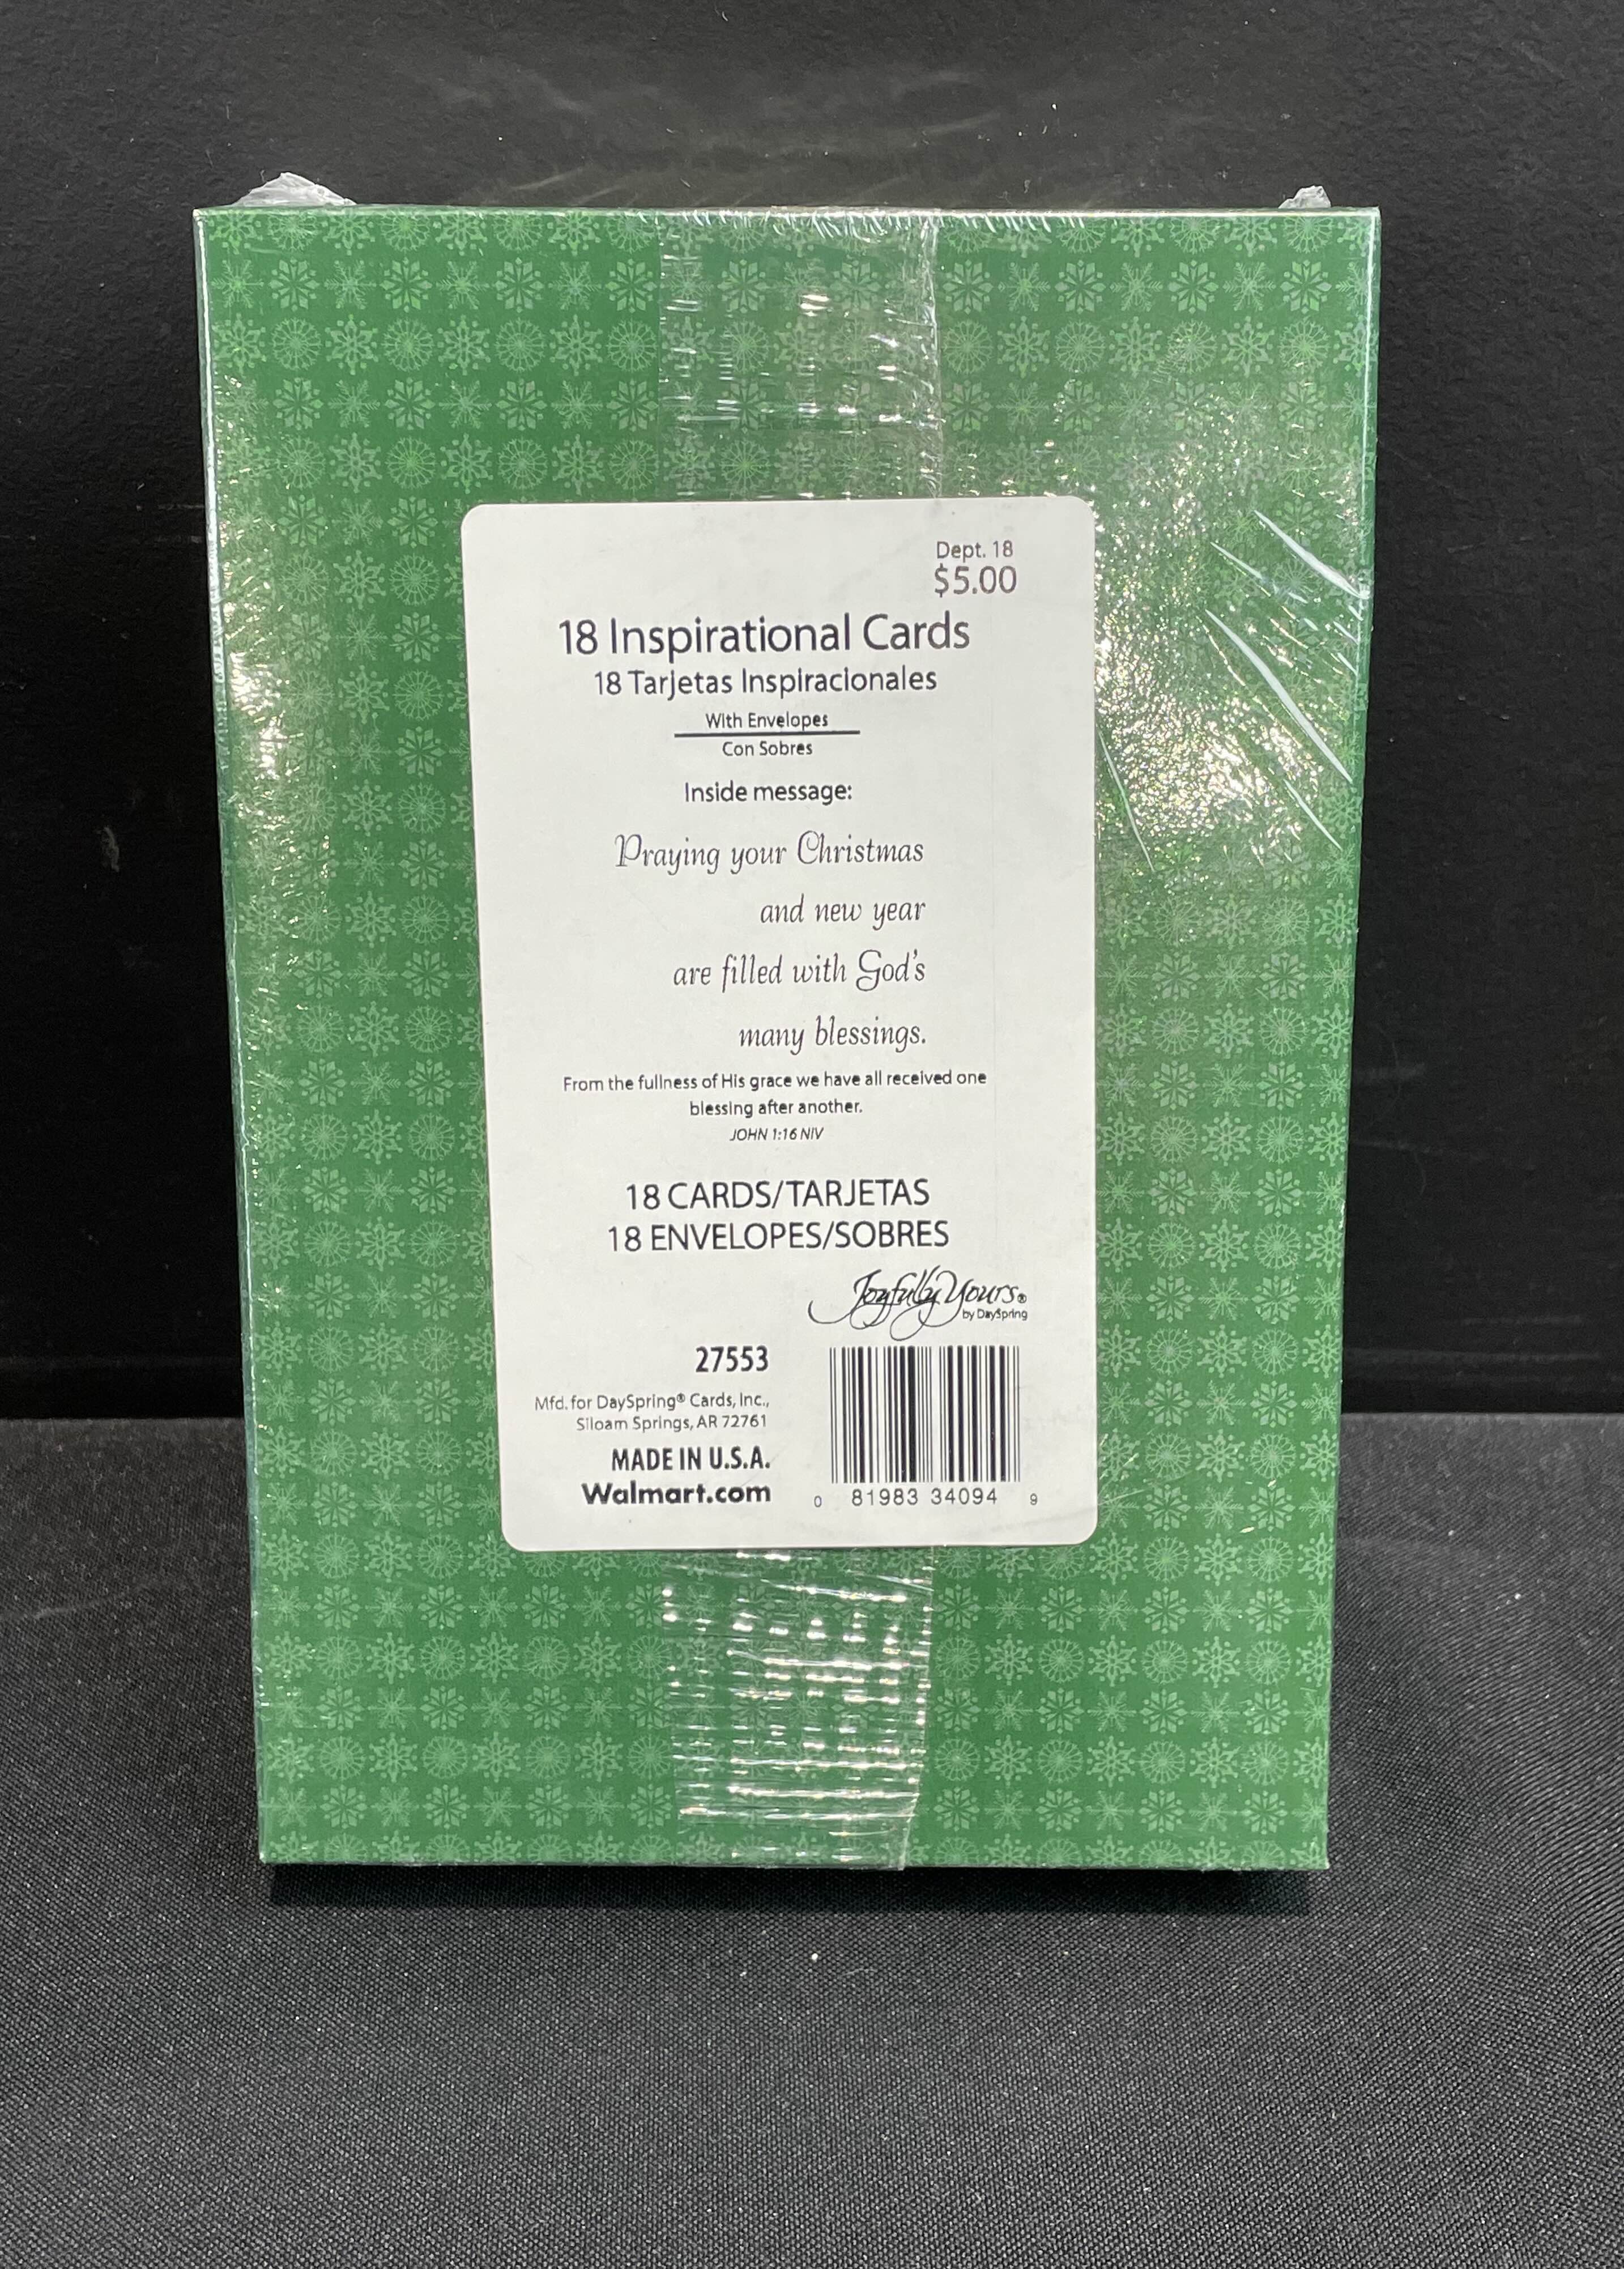 Dept. 18
$5.00
18 Inspirational Cards
18 Tarjetas Inspiracionales
With Envelopes
Con Sobres
Inside message:
Praying your Christmas
and new year
are filled with God's
many blessings.
From the fullness of His grace we have all received one
blessing after another.
JOHN 1:16 NIV
18 CARDS/TARJETAS
18 ENVELOPES/SOBRES
Joyfully Yours®
by DaySpring
27553
Mfd. for DaySpring® Cards, Inc.,
Siloam Springs, AR 72761
MADE IN U.S.A.
Walmart.com
0 81983 34094 9